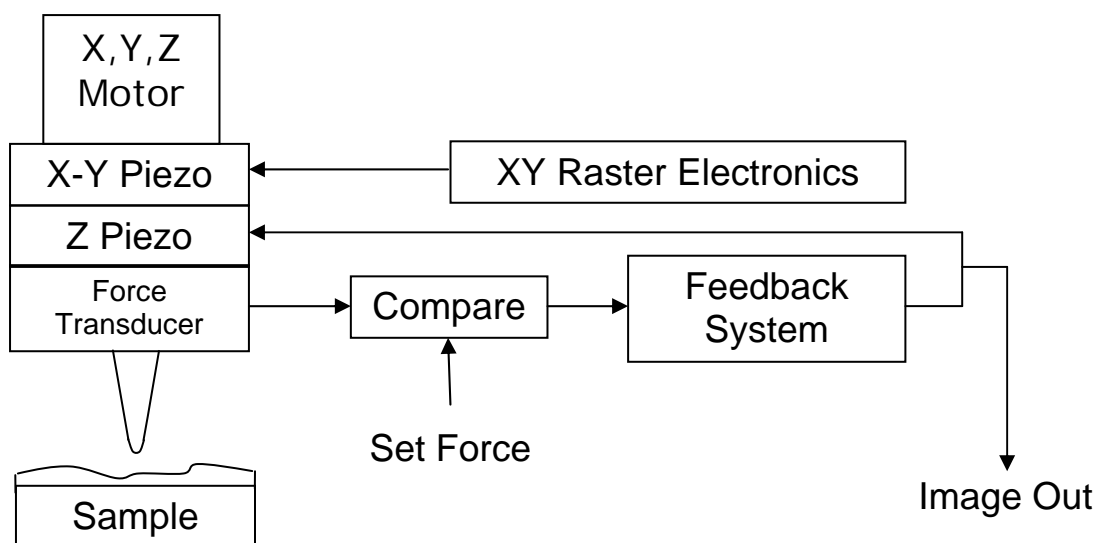 X,Y,Z
Motor
X-Y Piezo
XY Raster Electronics
Z Piezo
Force
Transducer
Compare
Feedback
System
Set Force
Image Out
Sample